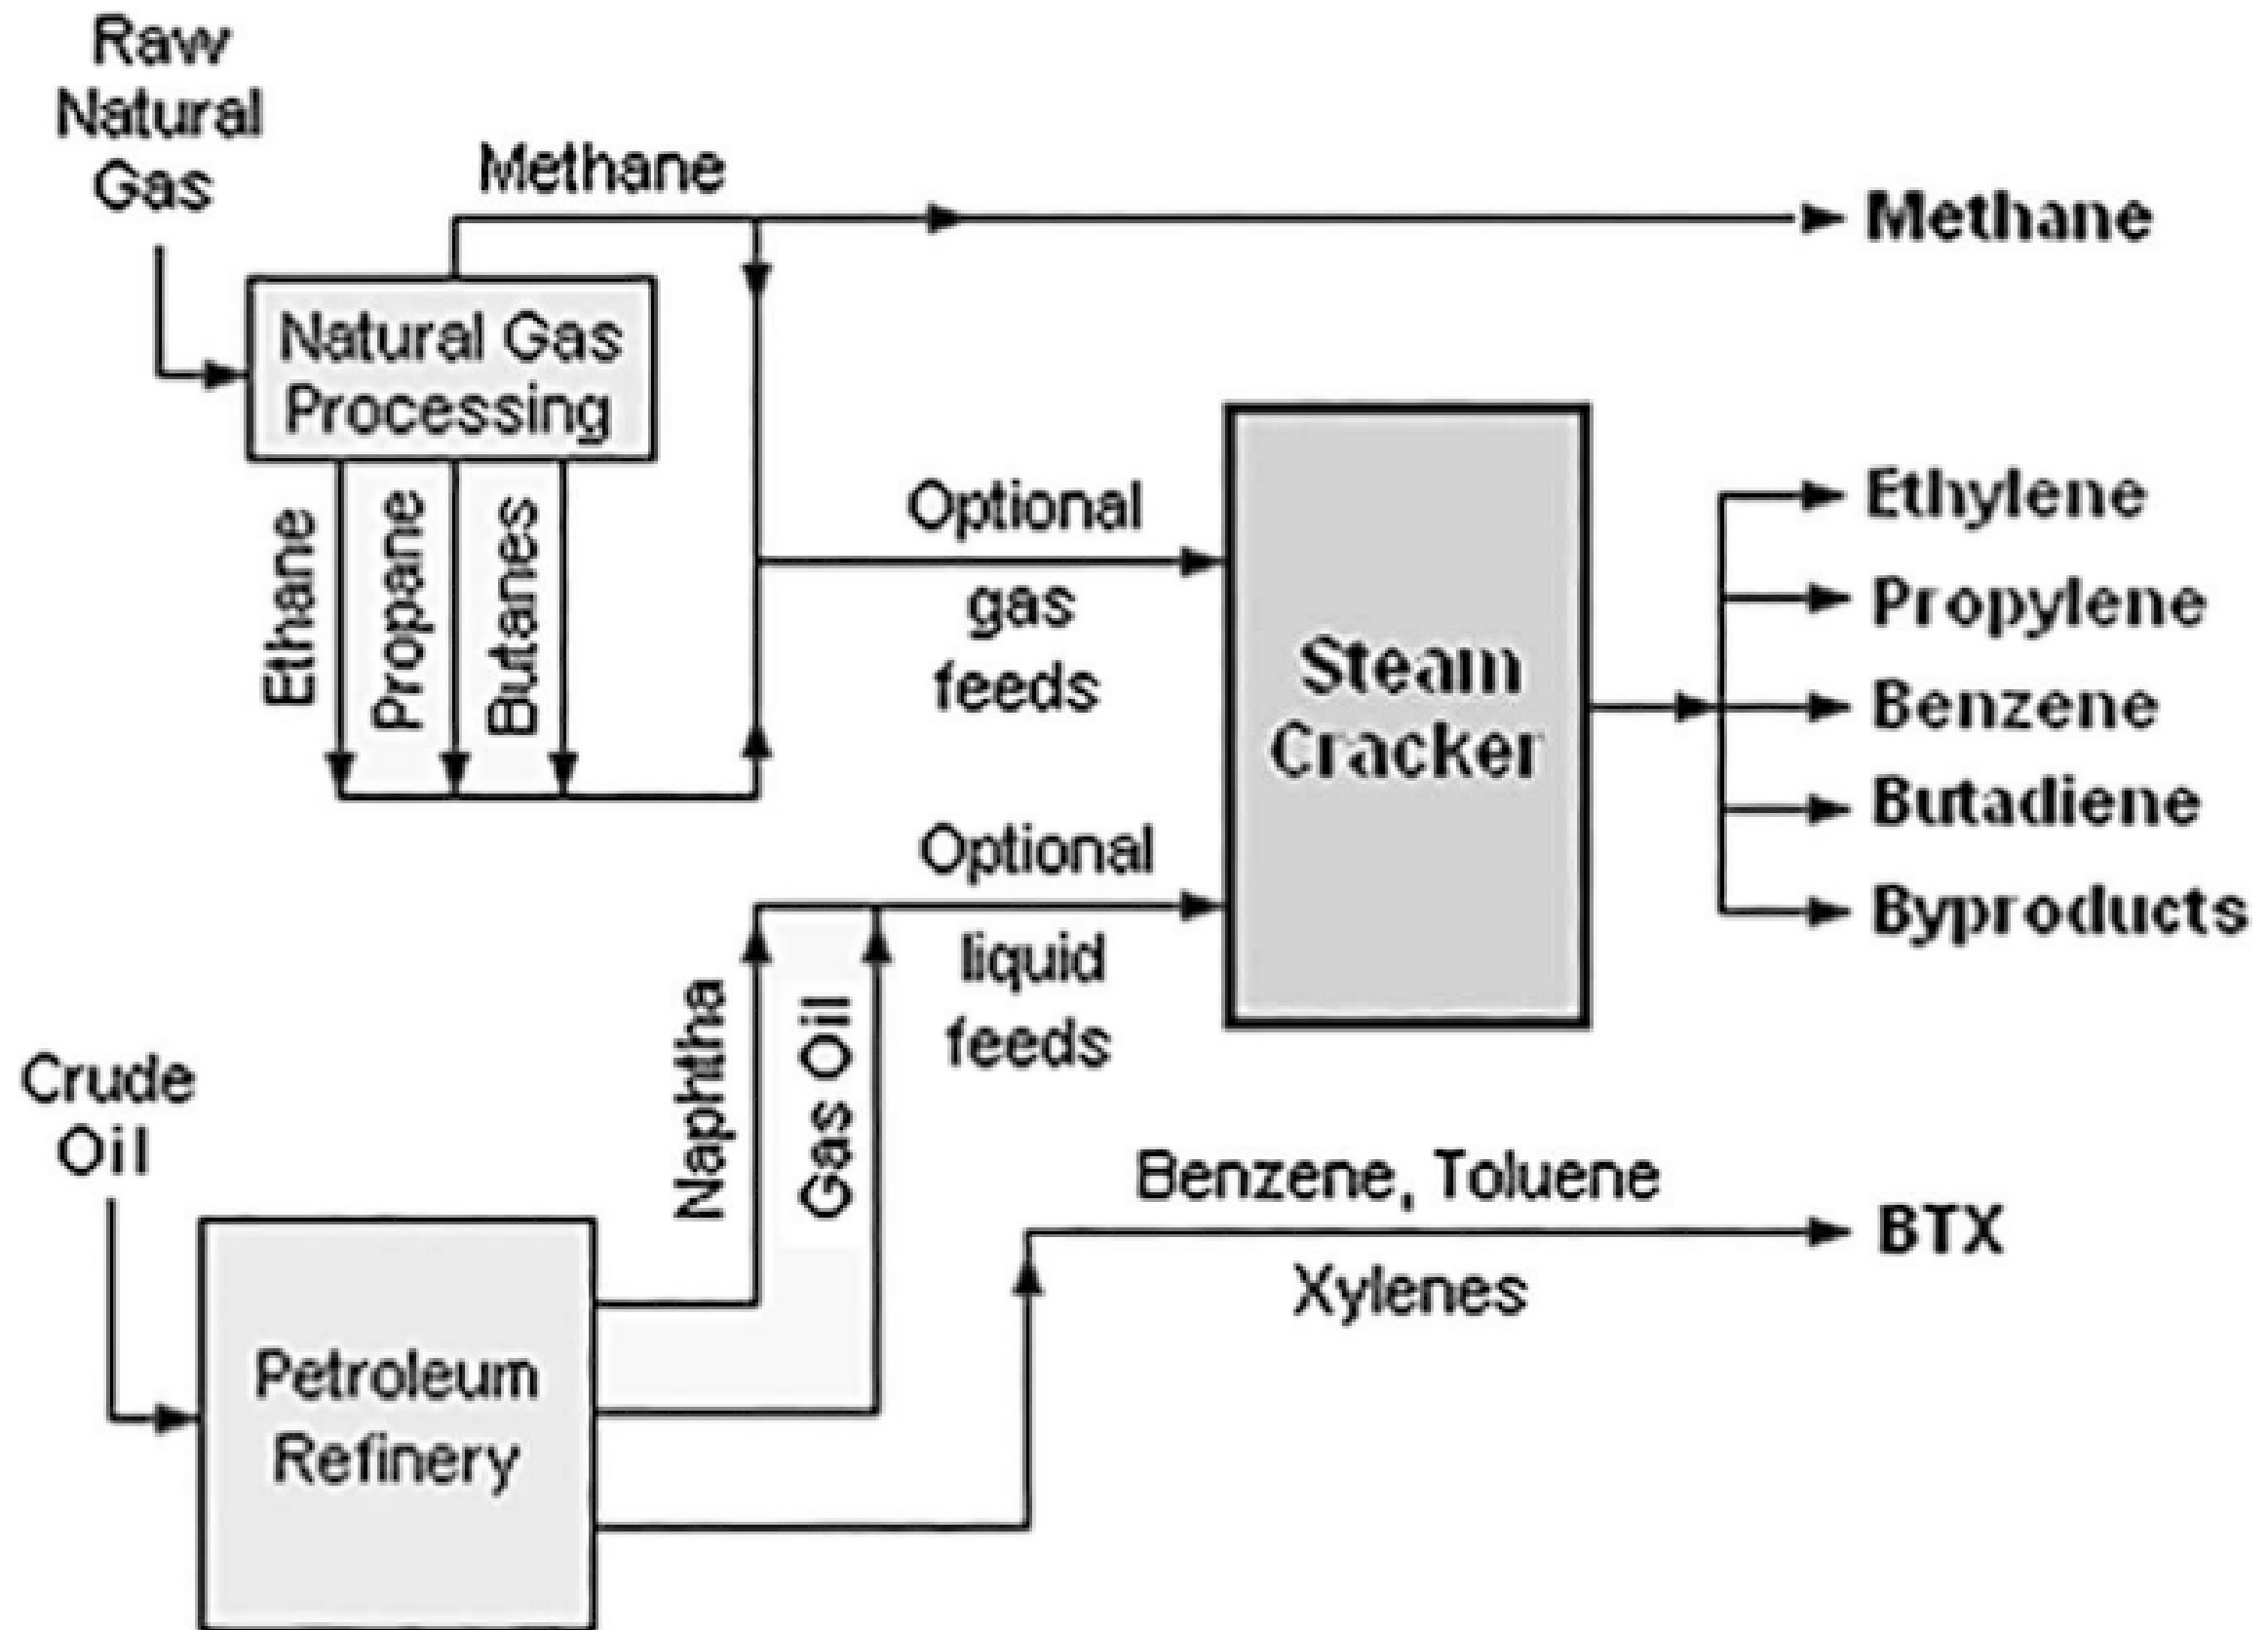 Raw
Natural
Gas
Methane
Methane
Natural Gas
Processing
Ethane
Propane
Butanes
Optional
gas
feeds
Steam
Cracker
Ethylene
Propylene
Benzene
Butadiene
Byproducts
Optional
liquid
feeds
Naphtha
Gas Oil
Crude
Oil
Petroleum
Refinery
Benzene, Toluene
Xylenes
BTX